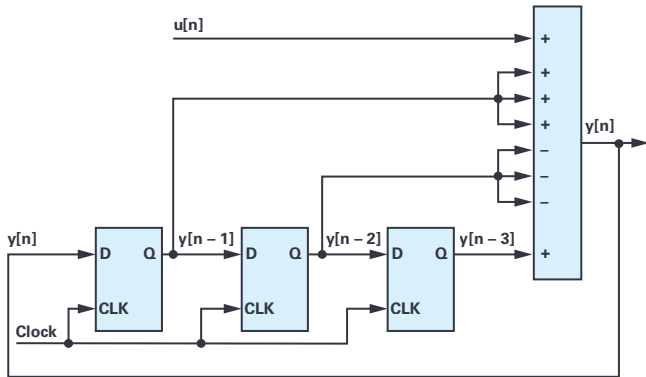 u[n]
+
+
+
+
y[n]
–
–
–
y[n]
D
Q
y[n – 1]
D
Q
y[n – 2]
D
Q
y[n – 3]
+
CLK
CLK
CLK
Clock